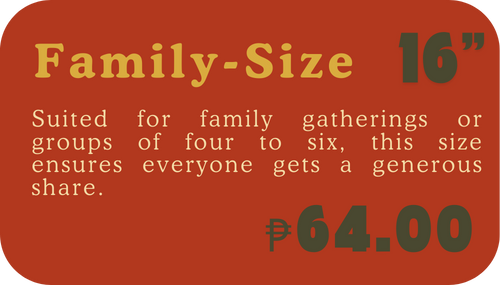 Family-Size 16”
Suited for family gatherings or
groups of four to six, this size
ensures everyone gets a generous
share.
₱64.00